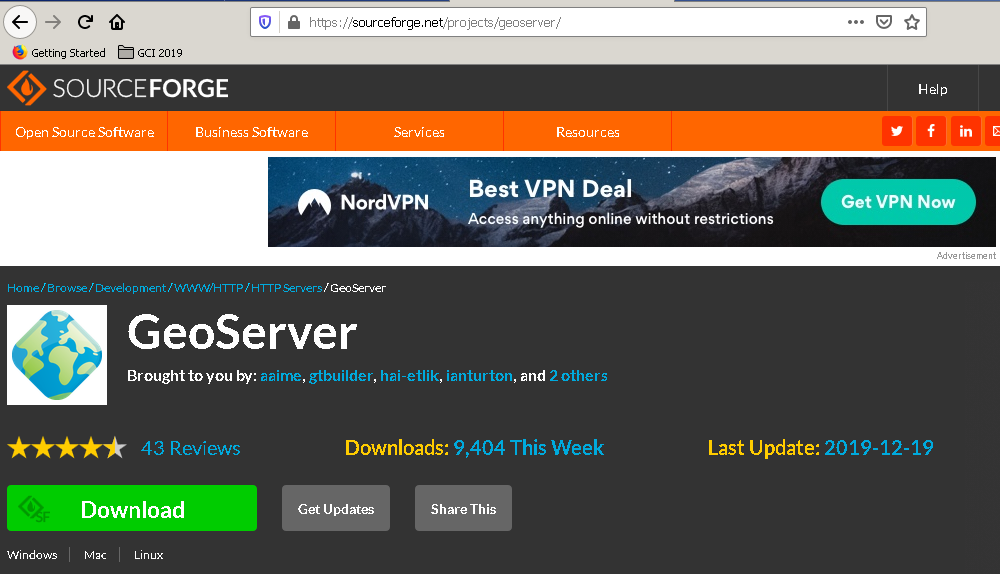 https://sourceforge.net/projects/geoserver/
Getting Started GCI 2019
SOURCEFORGE Help
Open Source Software Business Software Services Resources
NordVPN Best VPN Deal Get VPN Now
Access anything online without restrictions
Advertisement
Home / Browse / Development / WWW/HTTP / HTTP Servers / GeoServer
GeoServer
Brought to you by: aaime, gtbuilder, hai-etlik, ianturton, and 2 others
43 Reviews Downloads: 9,404 This Week Last Update: 2019-12-19
SF Download Get Updates Share This
Windows Mac Linux